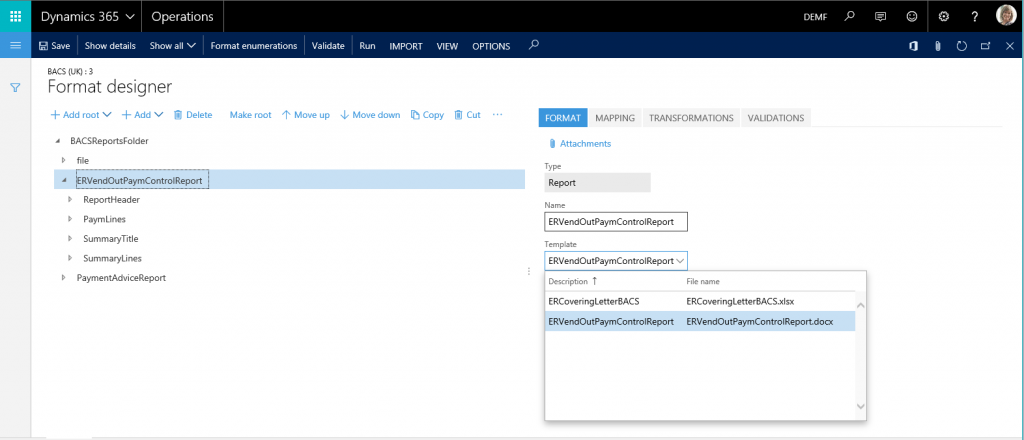 Dynamics 365 Operations DEMF ?
Save Show details Show all Format enumerations Validate Run IMPORT VIEW OPTIONS
BACS (UK) : 3
Format designer
+ Add root + Add Delete Make root Move up Move down Copy Cut ...
BACSReportsFolder
file
ERVendOutPaymControlReport
ReportHeader
PaymLines
SummaryTitle
SummaryLines
PaymentAdviceReport
FORMAT MAPPING TRANSFORMATIONS VALIDATIONS
Attachments
Type
Report
Name
ERVendOutPaymControlReport
Template
ERVendOutPaymControlReport
Description ↑ File name
ERCoveringLetterBACS ERCoveringLetterBACS.xlsx
ERVendOutPaymControlReport ERVendOutPaymControlReport.docx